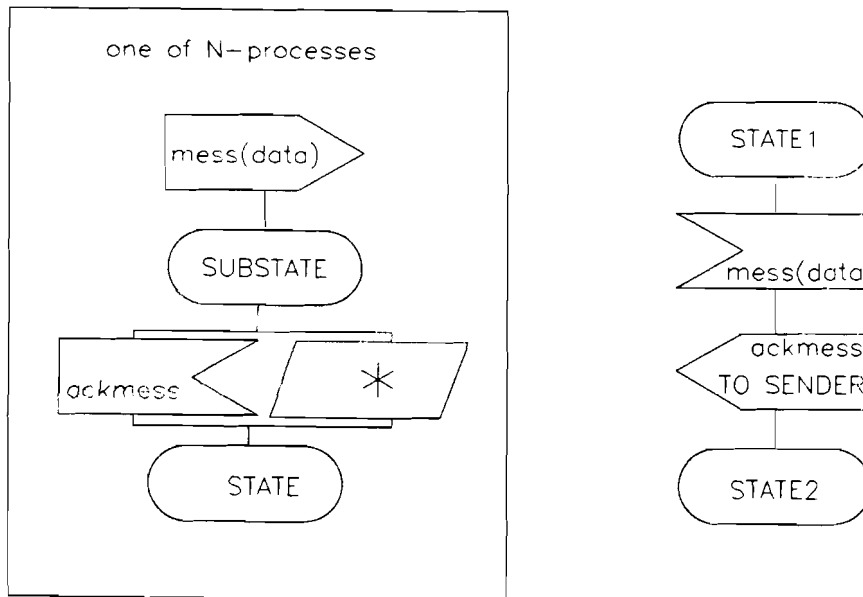 one of N-processes
mess(data)
SUBSTATE
ackmess
*
STATE
STATE1
mess(data
ackmess
TO SENDER
STATE2